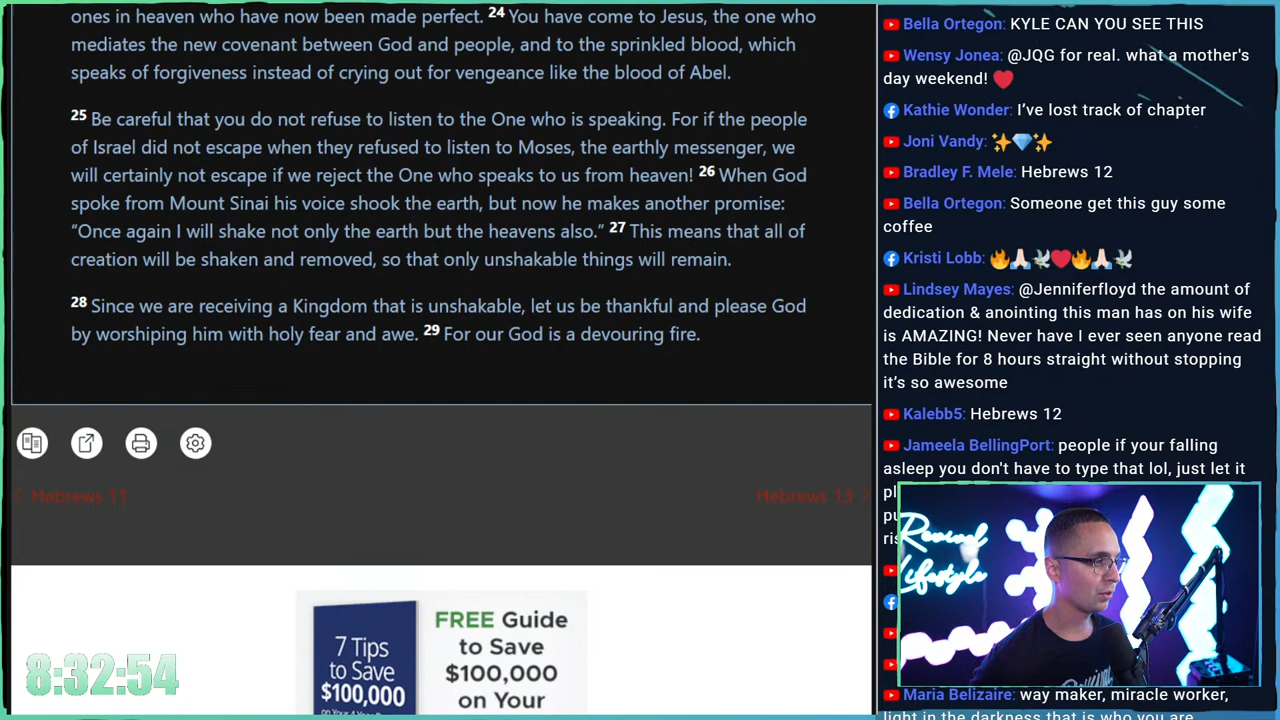 ones in heaven who have now been made perfect. 24 You have come to Jesus, the one who
mediates the new covenant between God and people, and to the sprinkled blood, which
speaks of forgiveness instead of crying out for vengeance like the blood of Abel.
25 Be careful that you do not refuse to listen to the One who is speaking. For if the people
of Israel did not escape when they refused to listen to Moses, the earthly messenger, we
will certainly not escape if we reject the One who speaks to us from heaven! 26 When God
spoke from Mount Sinai his voice shook the earth, but now he makes another promise:
“Once again I will shake not only the earth but the heavens also.” 27 This means that all of
creation will be shaken and removed, so that only unshakable things will remain.
28 Since we are receiving a Kingdom that is unshakable, let us be thankful and please God
by worshiping him with holy fear and awe. 29 For our God is a devouring fire.
Hebrews 11
Hebrews 13
7 Tips
to Save
$100,000
FREE Guide
to Save
$100,000
on Your
8:32:54
Bella Ortegon: KYLE CAN YOU SEE THIS
Wensy Jonea: @JQG for real. what a mother's
day weekend! ❤️
Kathie Wonder: I’ve lost track of chapter
Joni Vandy: ✨💎✨
Bradley F. Mele: Hebrews 12
Bella Ortegon: Someone get this guy some
coffee
Kristi Lobb: 🔥🙏🏻🕊️❤️🔥🙏🏻🕊️
Lindsey Mayes: @Jenniferfloyd the amount of
dedication & anointing this man has on his wife
is AMAZING! Never have I ever seen anyone read
the Bible for 8 hours straight without stopping
it’s so awesome
Kalebb5: Hebrews 12
Jameela BellingPort: people if your falling
asleep you don't have to type that lol, just let it
Revival
Lifestyle
Maria Belizaire: way maker, miracle worker,
light in the darkness that is who you are